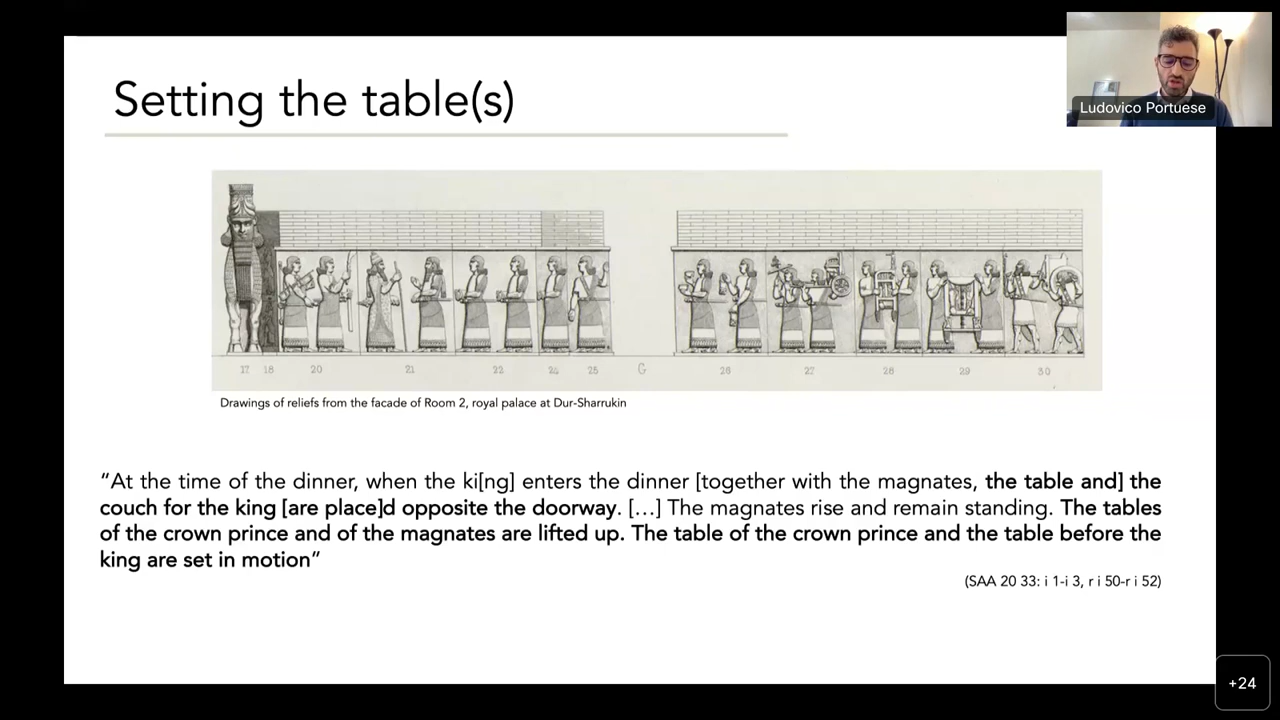 Setting the table(s)
Ludovico Portuese
17 18 20 21 22 24 25 G 26 27 28 29 30
Drawings of reliefs from the facade of Room 2, royal palace at Dur-Sharrukin
“At the time of the dinner, when the ki[ng] enters the dinner [together with the magnates, the table and] the
couch for the king [are place]d opposite the doorway. [...] The magnates rise and remain standing. The tables
of the crown prince and of the magnates are lifted up. The table of the crown prince and the table before the
king are set in motion”
(SAA 20 33: i 1-i 3, r i 50-r i 52)
+24